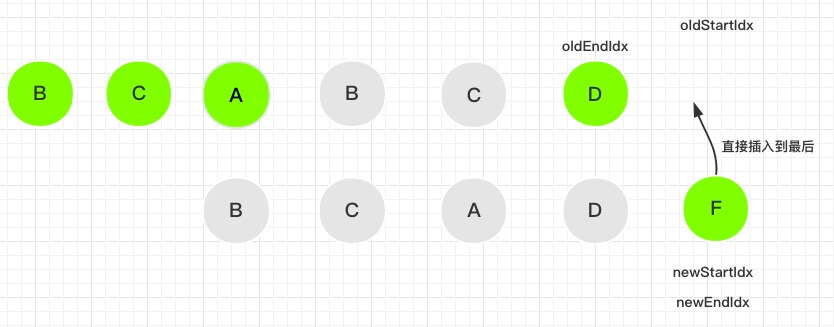 oldStartIdx
oldEndIdx
B C A B C D
直接插入到最后
B C A D F
newStartIdx
newEndIdx